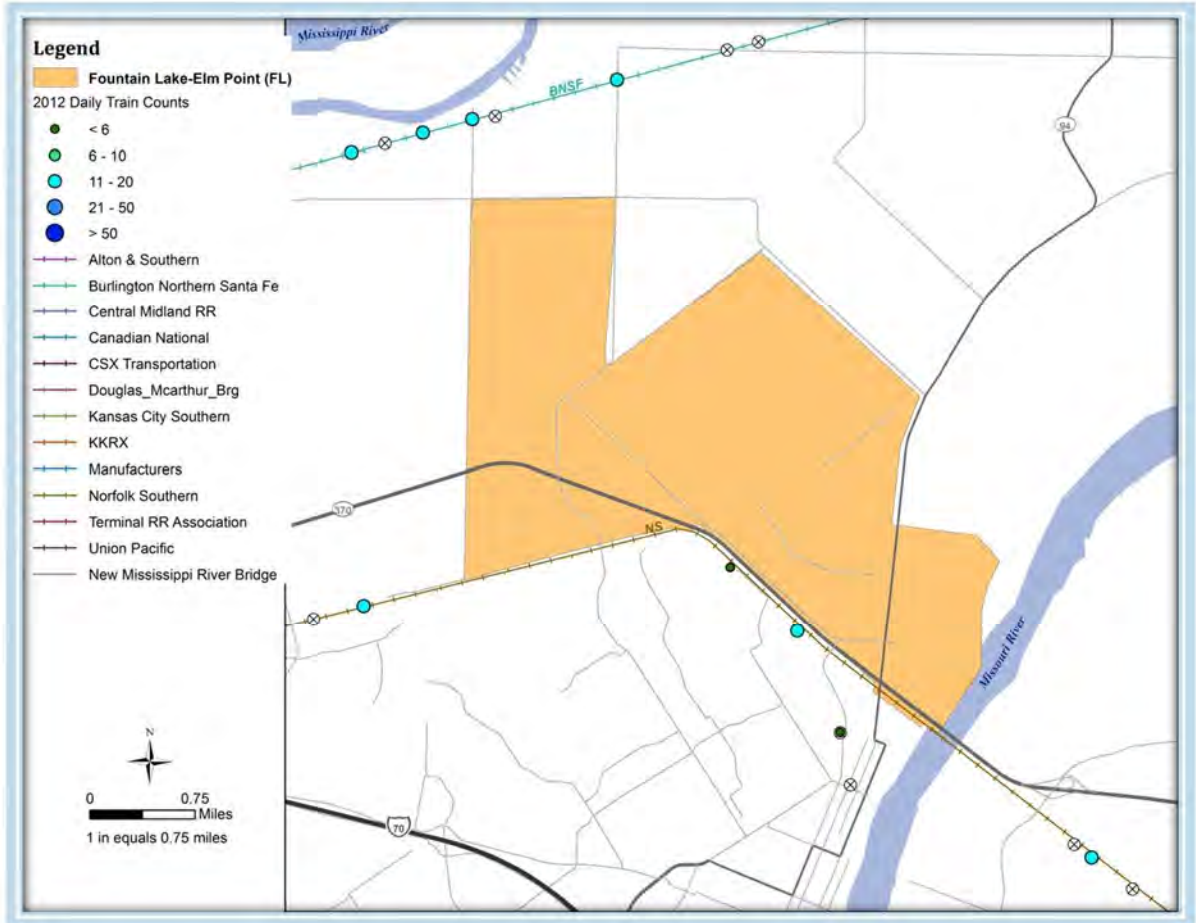 Legend
Fountain Lake-Elm Point (FL)
2012 Daily Train Counts
< 6
6 - 10
11 - 20
21 - 50
> 50
Alton & Southern
Burlington Northern Santa Fe
Central Midland RR
Canadian National
CSX Transportation
Douglas_Mcarthur_Brg
Kansas City Southern
KKRX
Manufacturers
Norfolk Southern
Terminal RR Association
Union Pacific
New Mississippi River Bridge
N
0 0.75
Miles
1 in equals 0.75 miles
Mississippi River
BNSF
94
370
NS
Missouri River
70